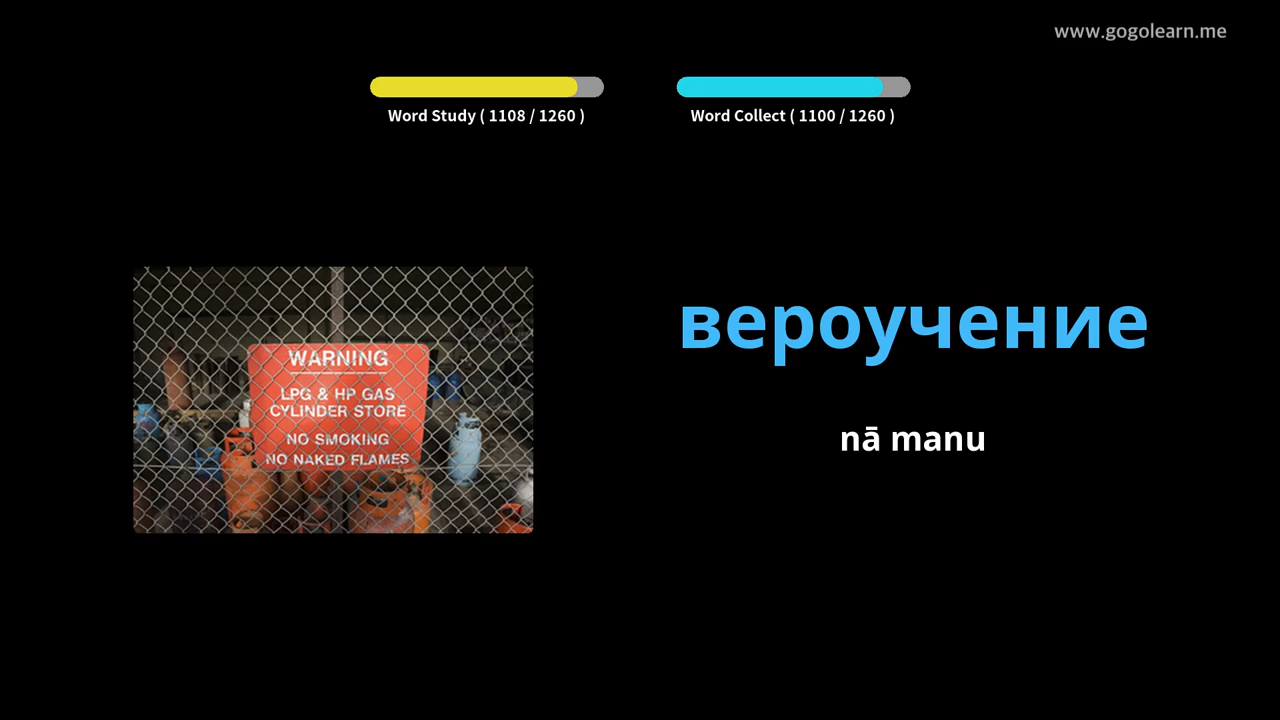 www.gogolearn.me
Word Study ( 1108 / 1260 )
Word Collect ( 1100 / 1260 )
WARNING
LPG & HP GAS
CYLINDER STORE
NO SMOKING
NO NAKED FLAMES
вероучение
nā manu